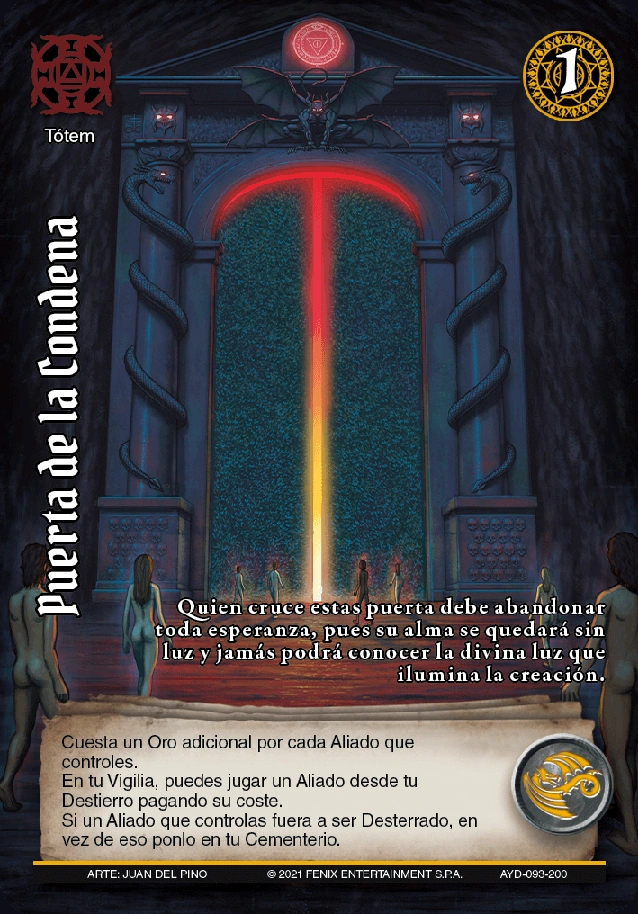 1
Tótem
Puerta de la Condena
Quien cruce estas puerta debe abandonar
toda esperanza, pues su alma se quedará sin
luz y jamás podrá conocer la divina luz que
ilumina la creación.
Cuesta un Oro adicional por cada Aliado que
controles.
En tu Vigilia, puedes jugar un Aliado desde tu
Destierro pagando su coste.
Si un Aliado que controlas fuera a ser Desterrado, en
vez de eso ponlo en tu Cementerio.
ARTE: JUAN DEL PINO © 2021 FENIX ENTERTAINMENT S.P.A. AYD-093-200